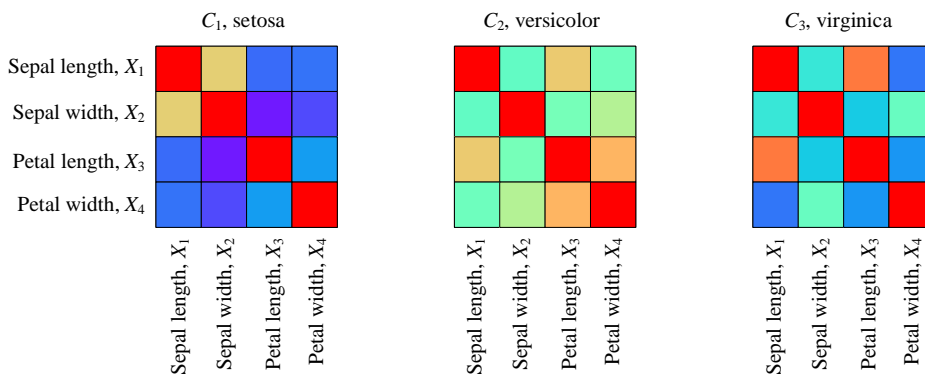 C₁, setosa
C₂, versicolor
C₃, virginica
Sepal length, X₁
Sepal width, X₂
Petal length, X₃
Petal width, X₄
Sepal length, X₁
Sepal width, X₂
Petal length, X₃
Petal width, X₄
Sepal length, X₁
Sepal width, X₂
Petal length, X₃
Petal width, X₄
Sepal length, X₁
Sepal width, X₂
Petal length, X₃
Petal width, X₄